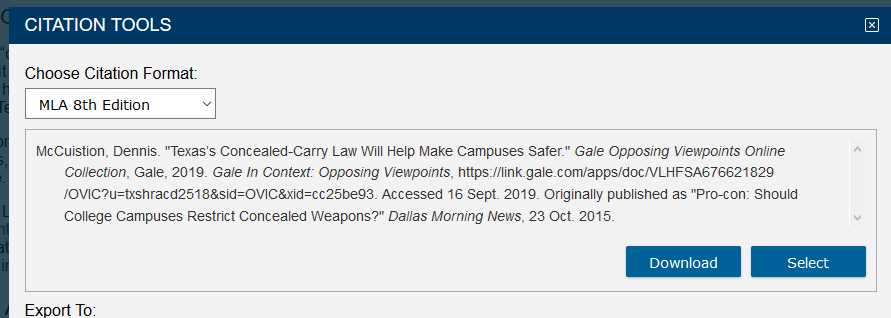 CITATION TOOLS
Choose Citation Format:
MLA 8th Edition
McCuistion, Dennis. "Texas's Concealed-Carry Law Will Help Make Campuses Safer." Gale Opposing Viewpoints Online
Collection, Gale, 2019. Gale In Context: Opposing Viewpoints, https://link.gale.com/apps/doc/VLHFSA676621829
/OVIC?u=txshracd2518&sid=OVIC&xid=cc25be93. Accessed 16 Sept. 2019. Originally published as "Pro-con: Should
College Campuses Restrict Concealed Weapons?" Dallas Morning News, 23 Oct. 2015.
Download Select
Export To: